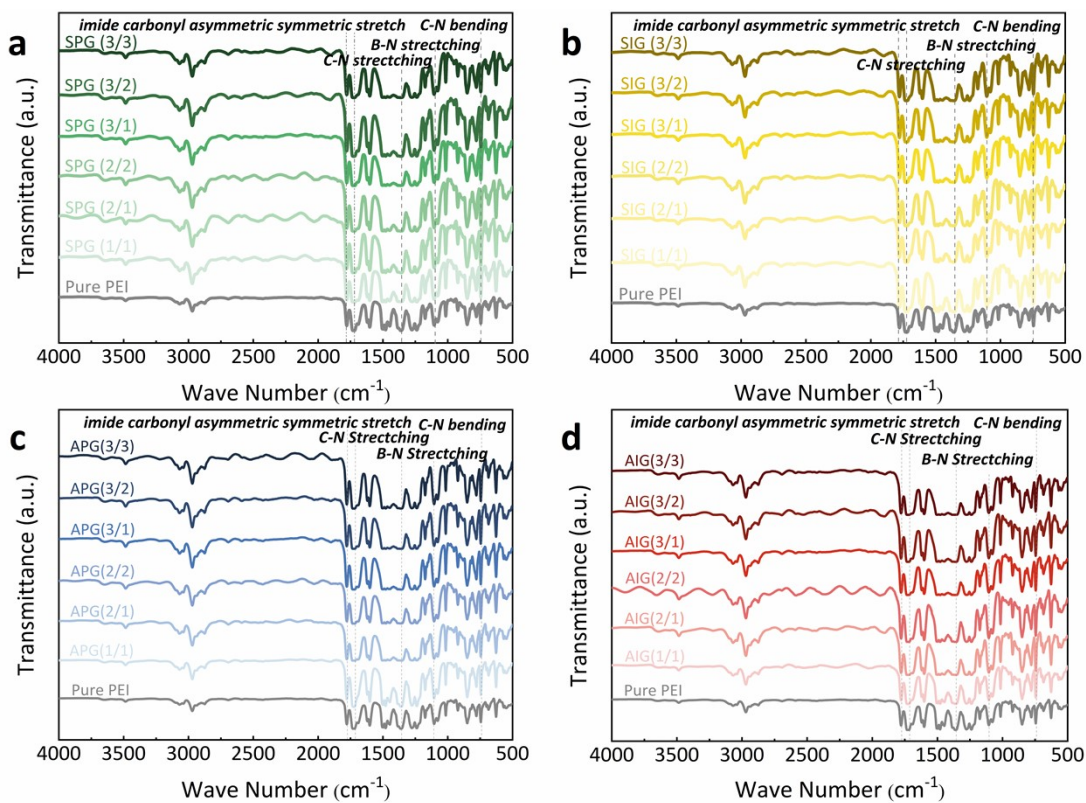 a
imide carbonyl asymmetric symmetric stretch
C-N bending
B-N strectching
C-N strectching
SPG (3/3)
SPG (3/2)
SPG (3/1)
SPG (2/2)
SPG (2/1)
SPG (1/1)
Pure PEI
Transmittance (a.u.)
4000 3500 3000 2500 2000 1500 1000 500
Wave Number (cm⁻¹)
b
imide carbonyl asymmetric symmetric stretch
C-N bending
B-N strectching
C-N strectching
SIG (3/3)
SIG (3/2)
SIG (3/1)
SIG (2/2)
SIG (2/1)
SIG (1/1)
Pure PEI
Transmittance (a.u.)
4000 3500 3000 2500 2000 1500 1000 500
Wave Number (cm⁻¹)
c
imide carbonyl asymmetric symmetric stretch
C-N bending
C-N Strectching
B-N Strectching
APG(3/3)
APG(3/2)
APG(3/1)
APG(2/2)
APG(2/1)
APG(1/1)
Pure PEI
Transmittance (a.u.)
4000 3500 3000 2500 2000 1500 1000 500
Wave Number (cm⁻¹)
d
imide carbonyl asymmetric symmetric stretch
C-N bending
C-N Strectching
B-N Strectching
AIG(3/3)
AIG(3/2)
AIG(3/1)
AIG(2/2)
AIG(2/1)
AIG(1/1)
Pure PEI
Transmittance (a.u.)
4000 3500 3000 2500 2000 1500 1000 500
Wave Number (cm⁻¹)